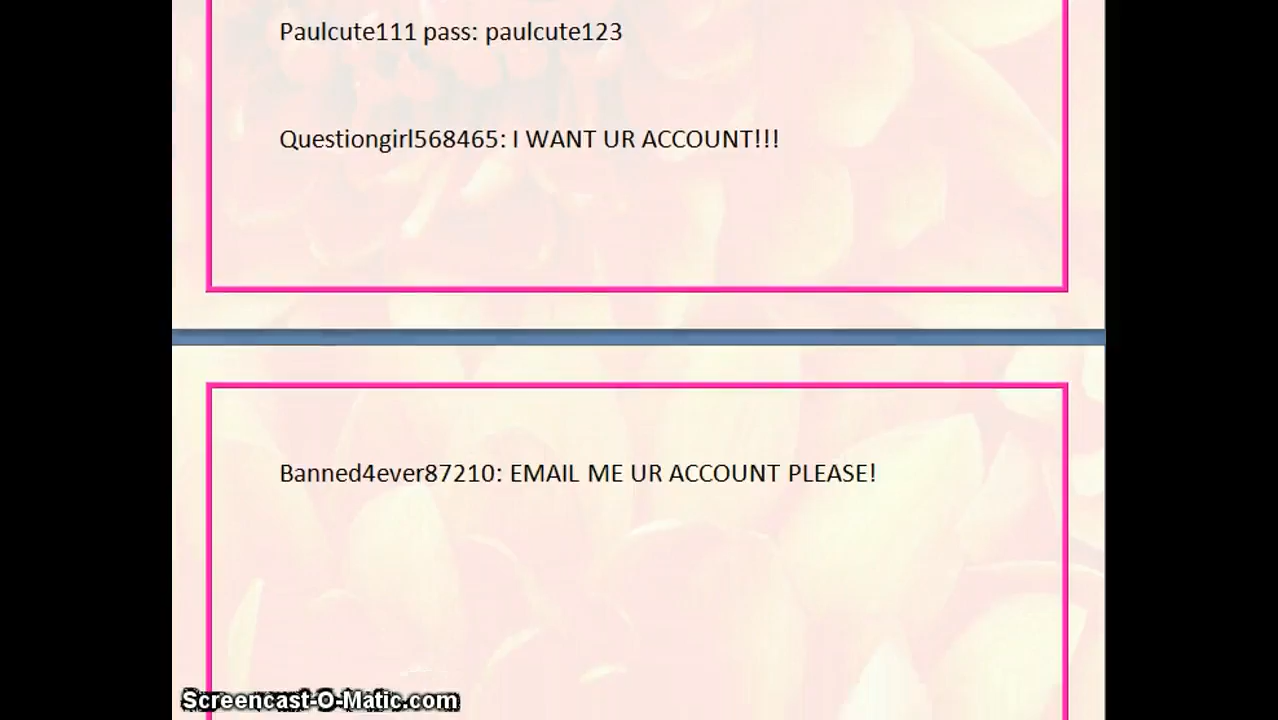 Paulcute111 pass: paulcute123
Questiongirl568465: I WANT UR ACCOUNT!!!
Banned4ever87210: EMAIL ME UR ACCOUNT PLEASE!
Screencast-O-Matic.com